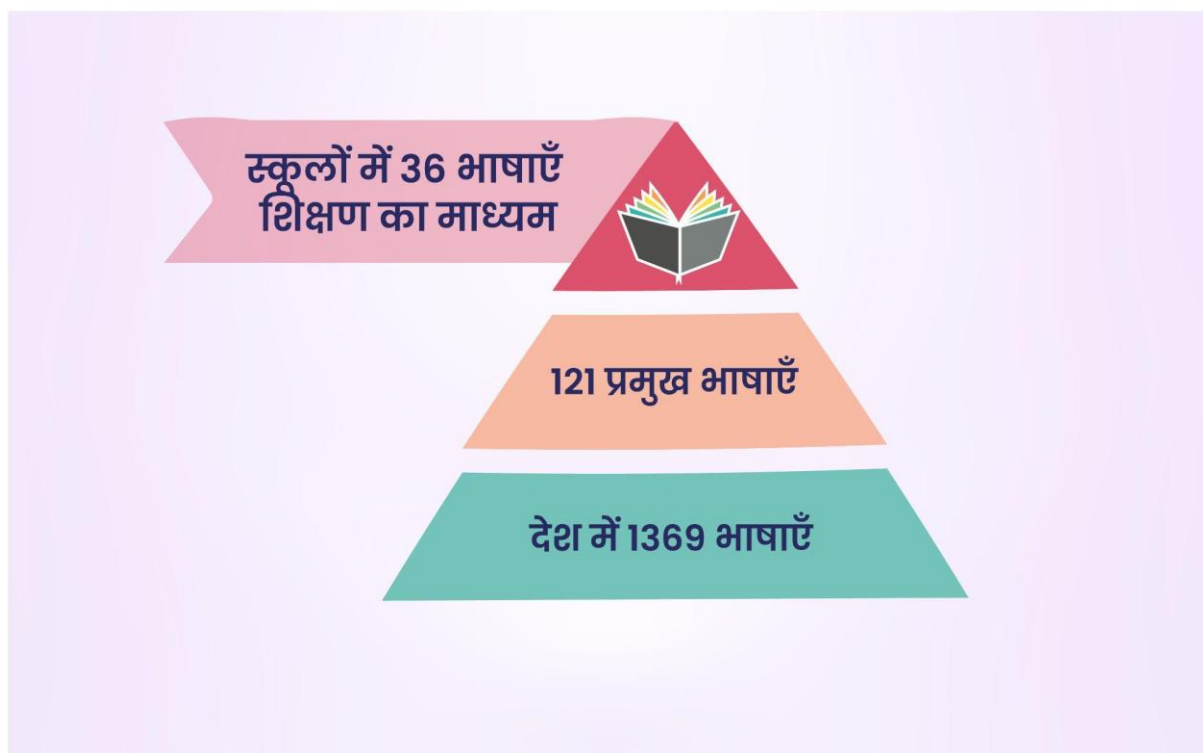 स्कूलों में 36 भाषाएँ
शिक्षण का माध्यम
121 प्रमुख भाषाएँ
देश में 1369 भाषाएँ